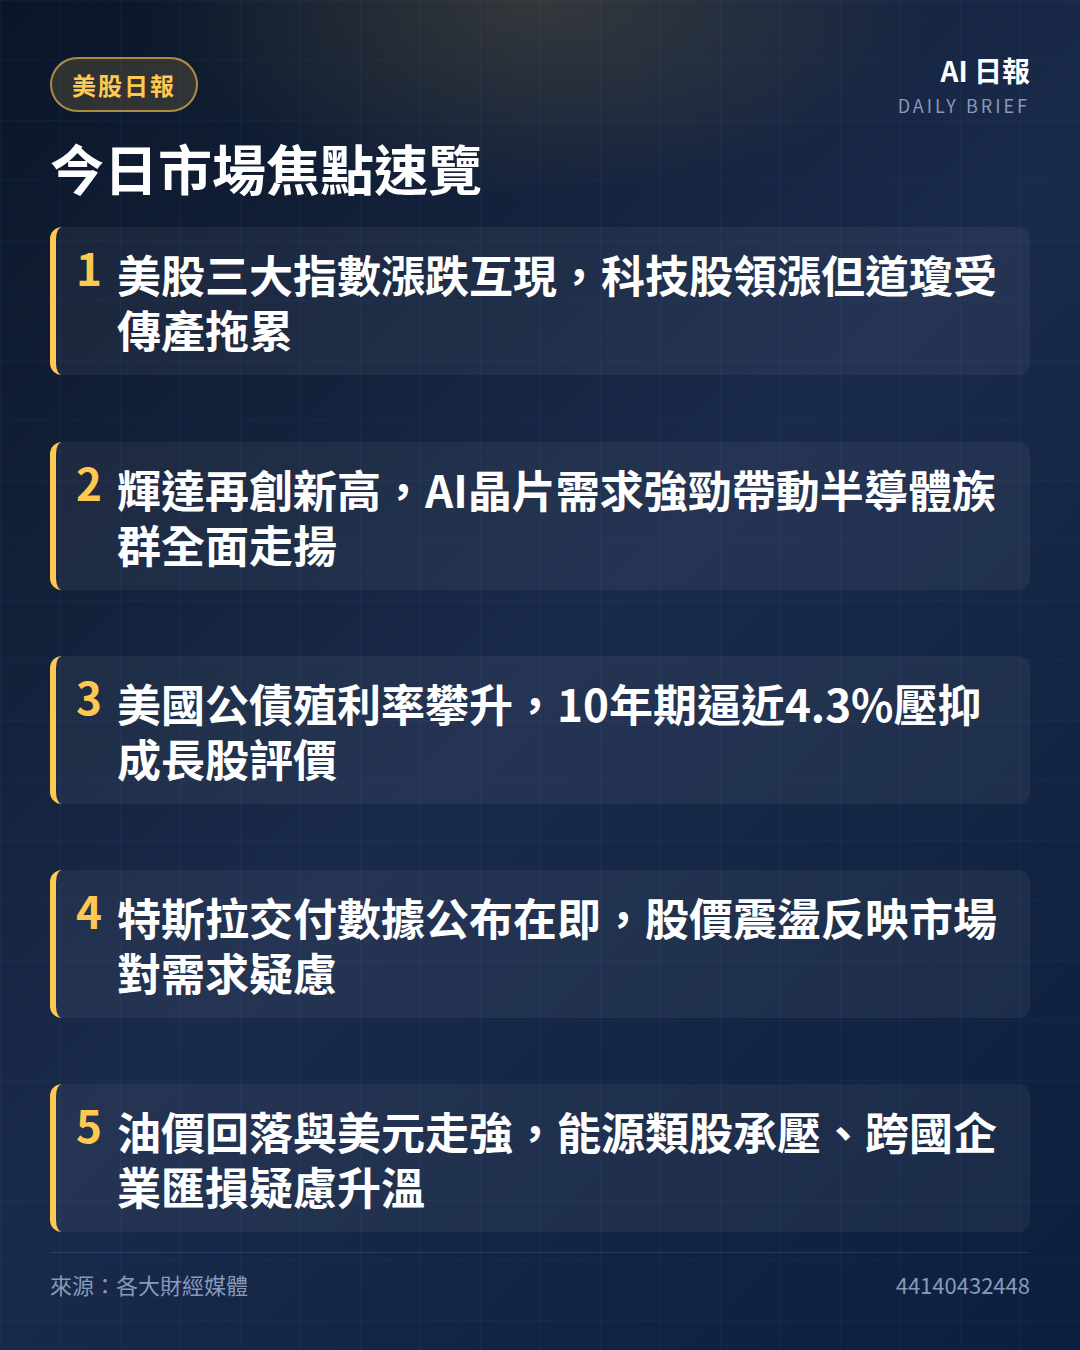 美股日報
AI 日報
DAILY BRIEF
今日市場焦點速覽
1 美股三大指數漲跌互現，科技股領漲但道瓊受
傳產拖累
2 輝達再創新高，AI晶片需求強勁帶動半導體族
群全面走揚
3 美國公債殖利率攀升，10年期逼近4.3%壓抑
成長股評價
4 特斯拉交付數據公布在即，股價震盪反映市場
對需求疑慮
5 油價回落與美元走強，能源類股承壓、跨國企
業匯損疑慮升溫
來源：各大財經媒體
44140432448